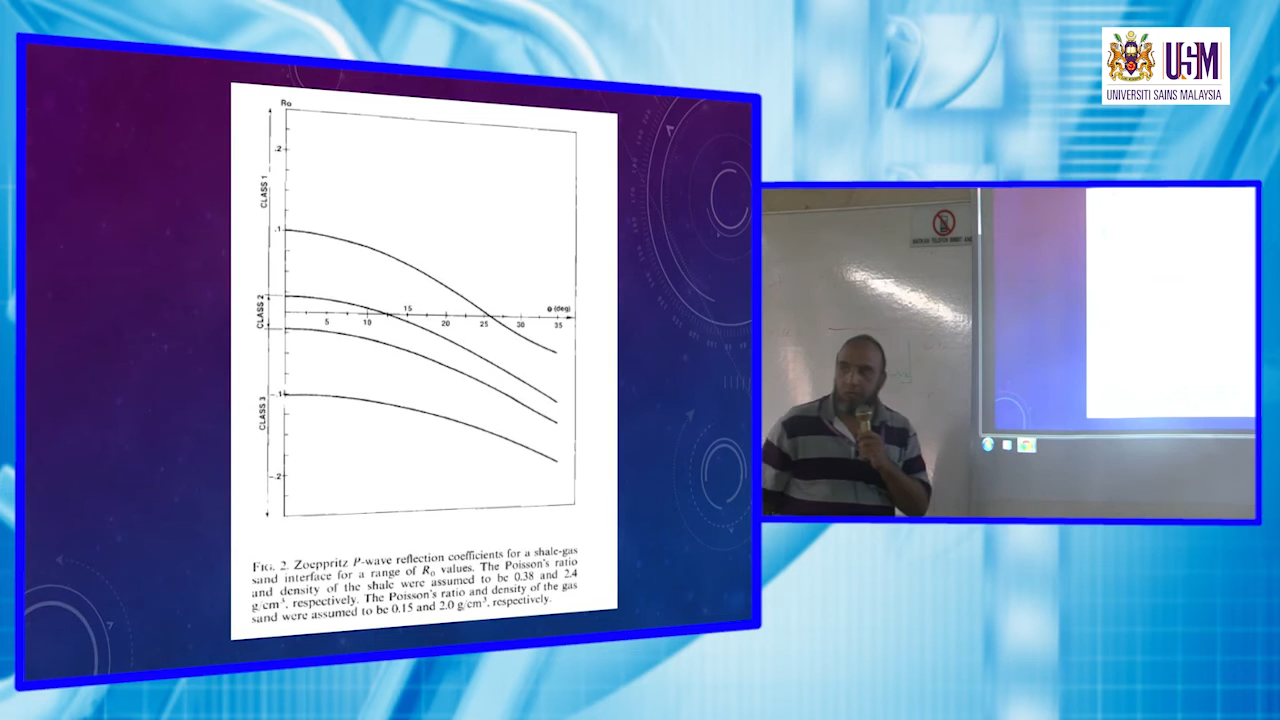 USM
UNIVERSITI SAINS MALAYSIA
Ro
.2
CLASS 1
.1
CLASS 2
15
θ (deg)
5
10
20
25
30
35
-.1
CLASS 3
-.2
FIG. 2. Zoeppritz P-wave reflection coefficients for a shale-gas
sand interface for a range of R₀ values. The Poisson's ratio
and density of the shale were assumed to be 0.38 and 2.4
g/cm³, respectively. The Poisson's ratio and density of the gas
sand were assumed to be 0.15 and 2.0 g/cm³, respectively.